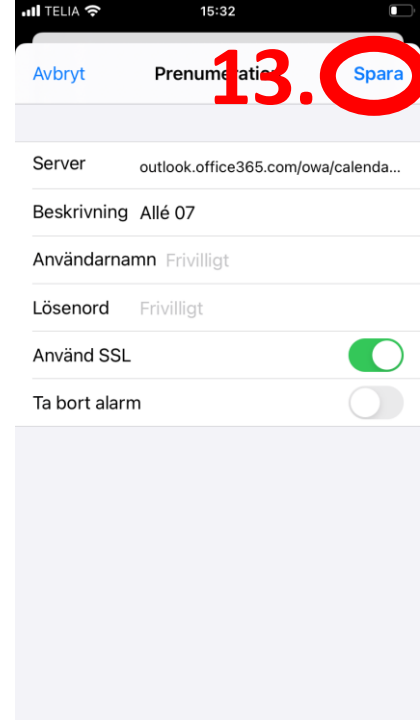 TELIA 15:32
Avbryt Prenumeration 13. Spara
Server outlook.office365.com/owa/calenda...
Beskrivning Allé 07
Användarnamn Frivilligt
Lösenord Frivilligt
Använd SSL
Ta bort alarm